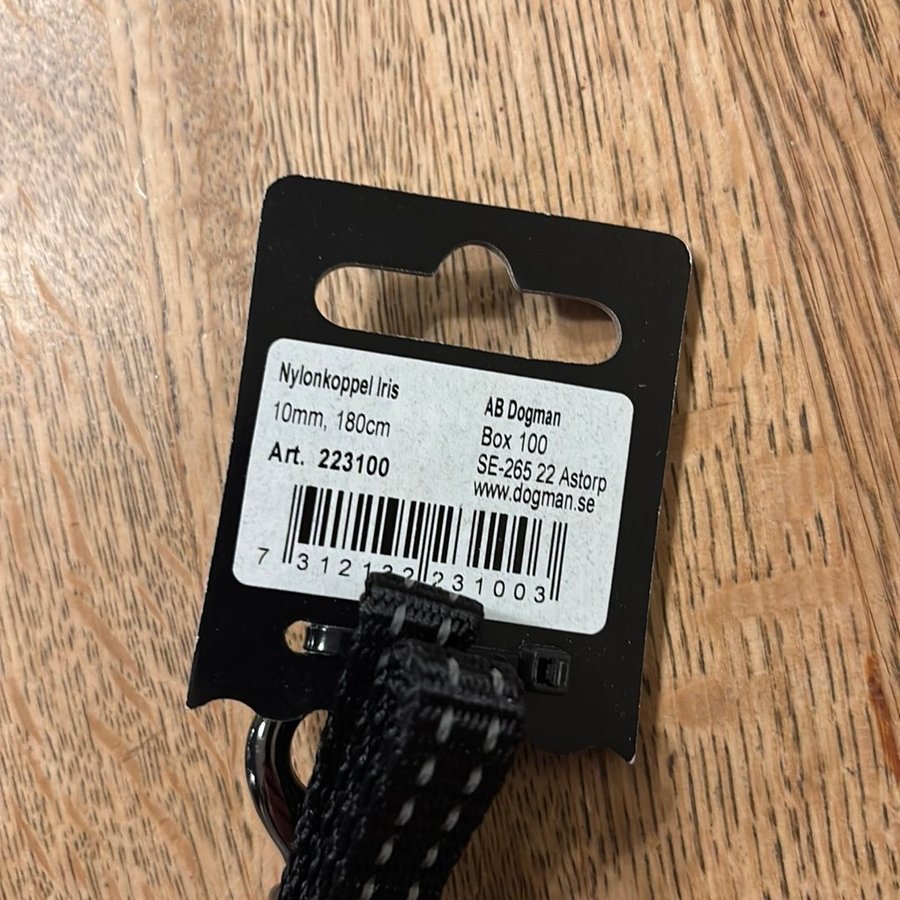 Nylonkoppel Iris
10mm, 180cm
Art. 223100
AB Dogman
Box 100
SE-265 22 Astorp
www.dogman.se
7 312132 231003